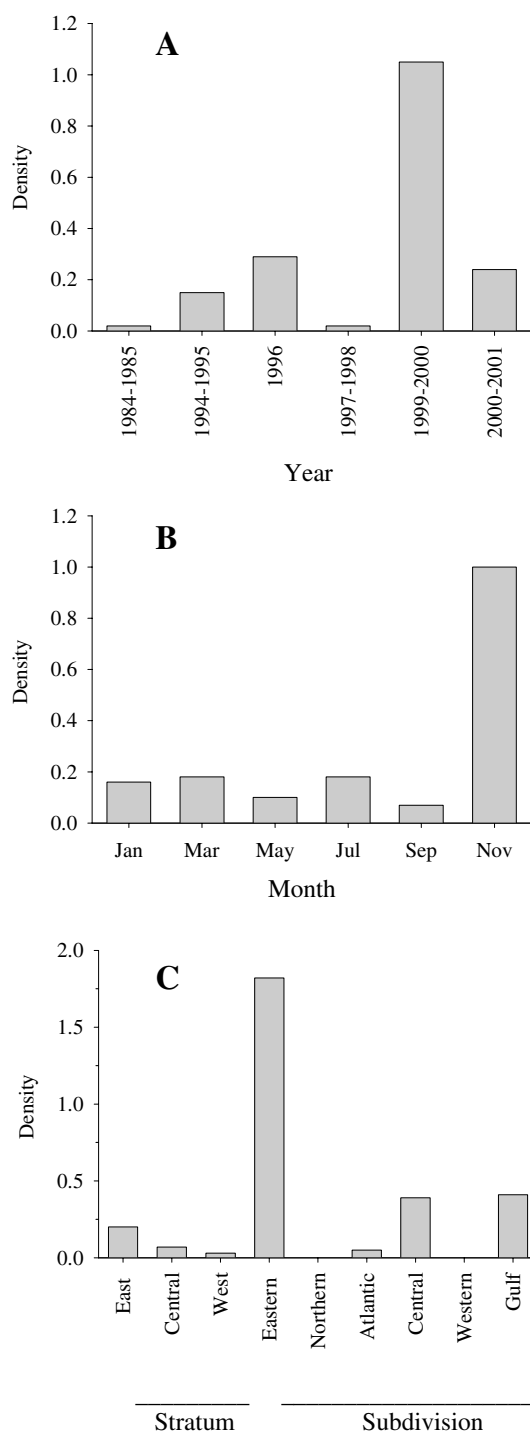 A
1.2
1.0
0.8
0.6
0.4
0.2
0.0
Density
1984-1985
1994-1995
1996
1997-1998
1999-2000
2000-2001
Year
B
1.2
1.0
0.8
0.6
0.4
0.2
0.0
Density
Jan Mar May Jul Sep Nov
Month
C
2.0
1.5
1.0
0.5
0.0
Density
East
Central
West
Eastern
Northern
Atlantic
Central
Western
Gulf
Stratum Subdivision